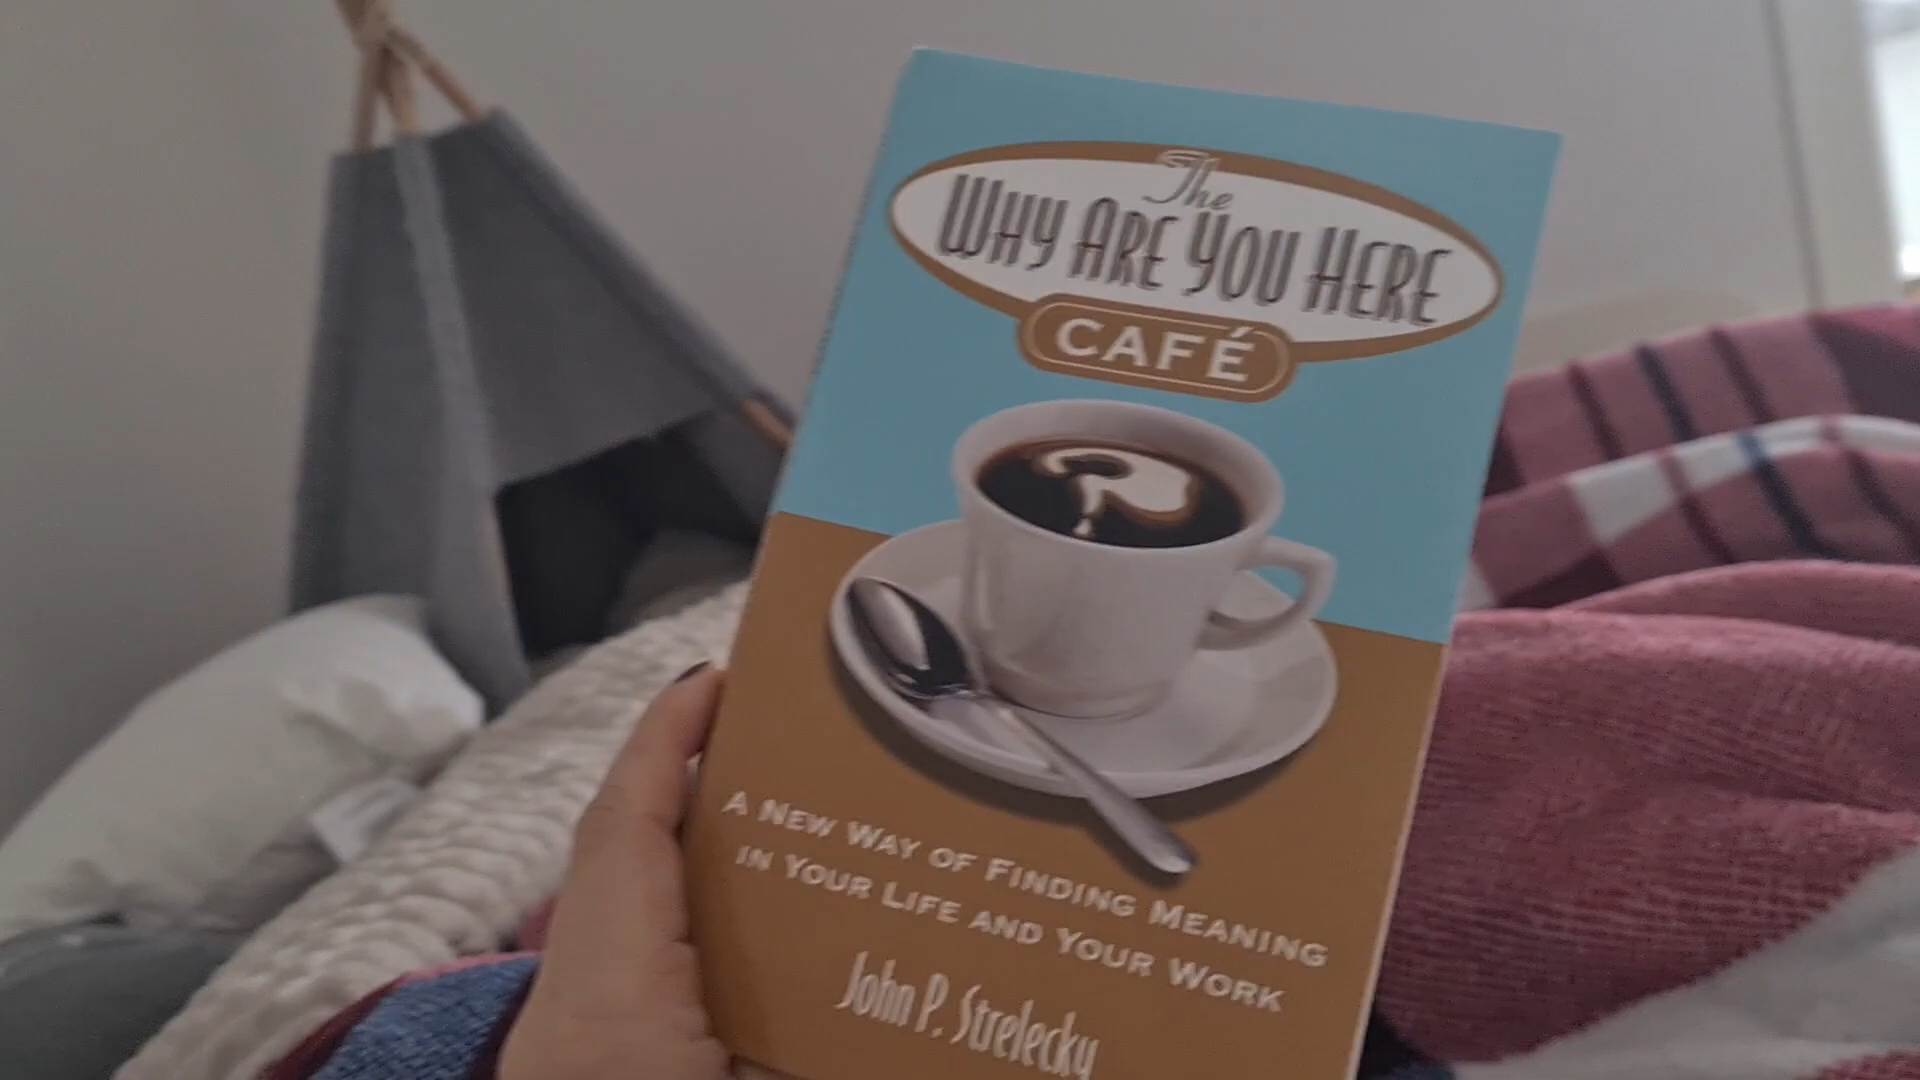 The
WHY ARE YOU HERE
CAFÉ
A NEW WAY OF FINDING MEANING
IN YOUR LIFE AND YOUR WORK
John P. Strelecky